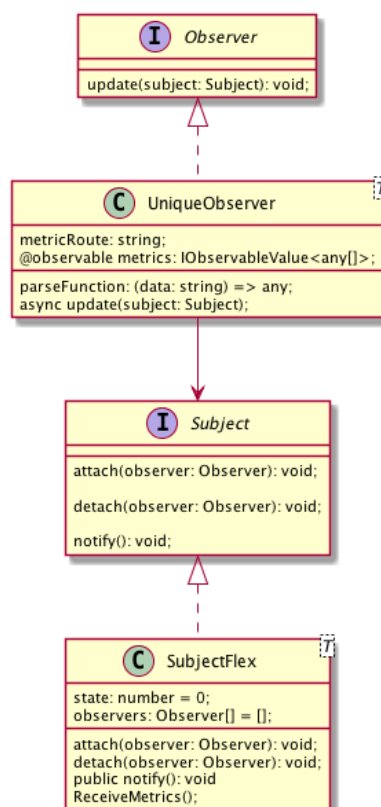 I Observer
update(subject: Subject): void;
C UniqueObserver
T
metricRoute: string;
@observable metrics: IObservableValue<any[]>;
parseFunction: (data: string) => any;
async update(subject: Subject);
I Subject
attach(observer: Observer): void;
detach(observer: Observer): void;
notify(): void;
C SubjectFlex
T
state: number = 0;
observers: Observer[] = [];
attach(observer: Observer): void;
detach(observer: Observer): void;
public notify(): void
ReceiveMetrics();